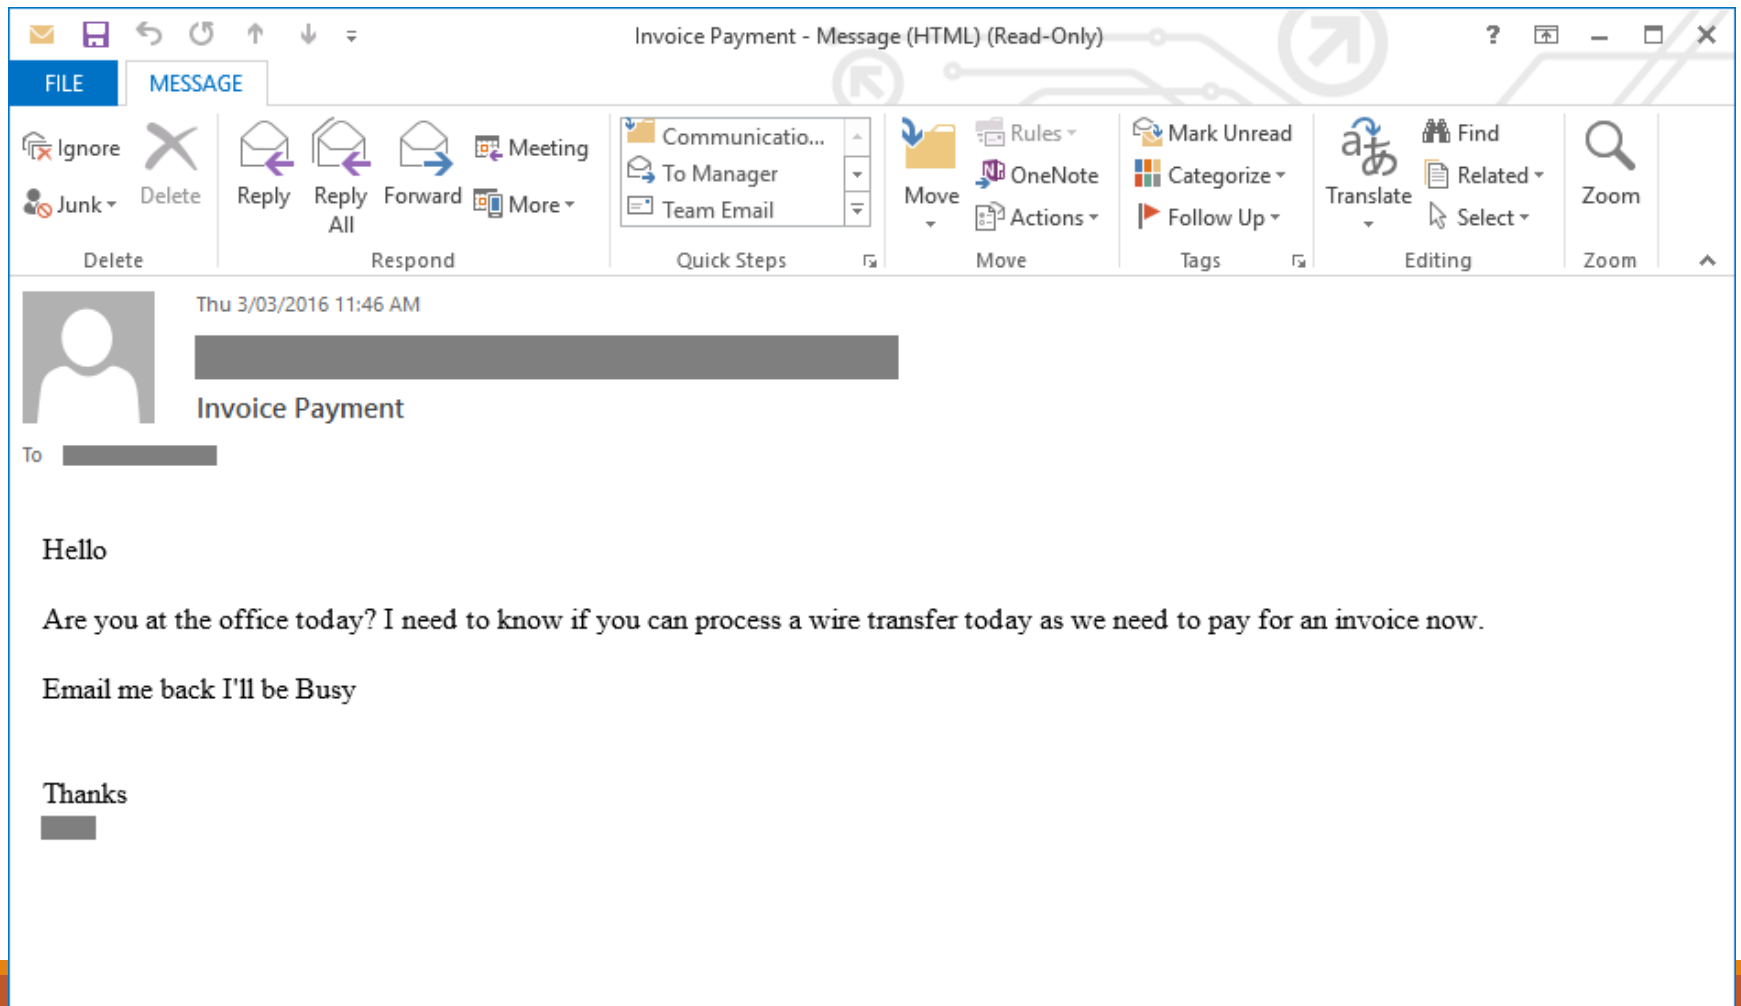 Invoice Payment - Message (HTML) (Read-Only)
?
FILE
MESSAGE
Ignore
Junk
Delete
Delete
Reply
Reply All
Forward
Meeting
More
Respond
Communicatio...
To Manager
Team Email
Quick Steps
Move
Rules
OneNote
Actions
Move
Mark Unread
Categorize
Follow Up
Tags
Translate
Find
Related
Select
Editing
Zoom
Zoom
Thu 3/03/2016 11:46 AM
Invoice Payment
To
Hello
Are you at the office today? I need to know if you can process a wire transfer today as we need to pay for an invoice now.
Email me back I'll be Busy
Thanks